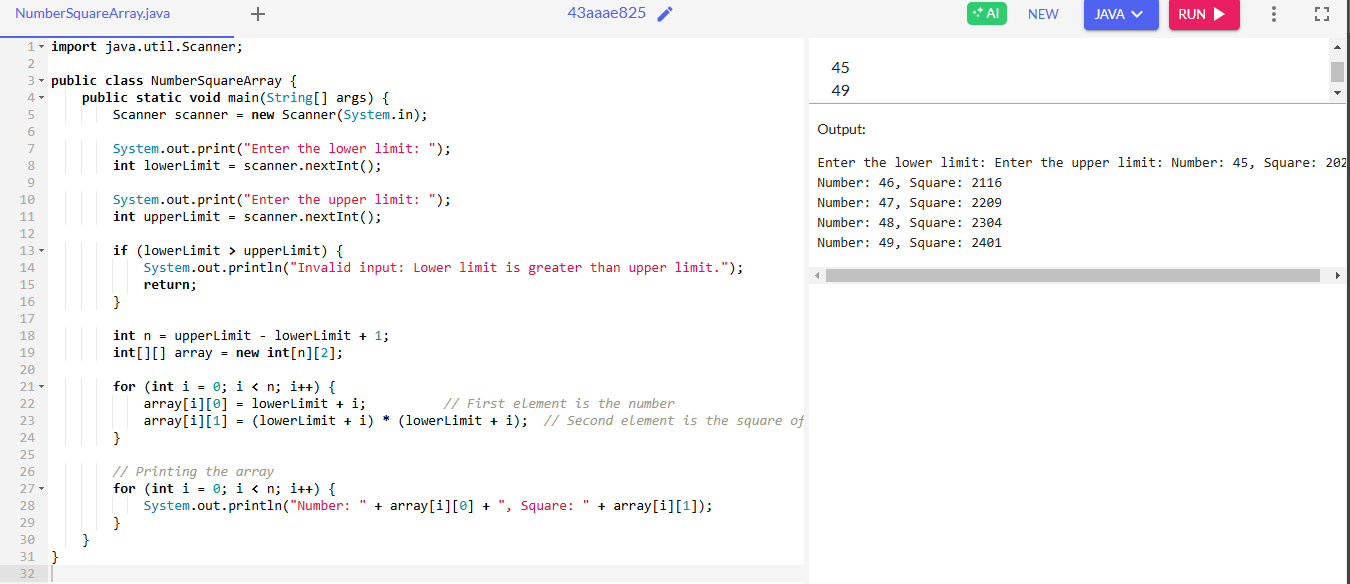 NumberSquareArray.java
43aaae825
AI NEW JAVA RUN
1 import java.util.Scanner;
2
3 public class NumberSquareArray {
4 public static void main(String[] args) {
5 Scanner scanner = new Scanner(System.in);
6
7 System.out.print("Enter the lower limit: ");
8 int lowerLimit = scanner.nextInt();
9
10 System.out.print("Enter the upper limit: ");
11 int upperLimit = scanner.nextInt();
12
13 if (lowerLimit > upperLimit) {
14 System.out.println("Invalid input: Lower limit is greater than upper limit.");
15 return;
16 }
17
18 int n = upperLimit - lowerLimit + 1;
19 int[][] array = new int[n][2];
20
21 for (int i = 0; i < n; i++) {
22 array[i][0] = lowerLimit + i; // First element is the number
23 array[i][1] = (lowerLimit + i) * (lowerLimit + i); // Second element is the square of
24 }
25
26 // Printing the array
27 for (int i = 0; i < n; i++) {
28 System.out.println("Number: " + array[i][0] + ", Square: " + array[i][1]);
29 }
30 }
31 }
32
45
49
Output:
Enter the lower limit: Enter the upper limit: Number: 45, Square: 202
Number: 46, Square: 2116
Number: 47, Square: 2209
Number: 48, Square: 2304
Number: 49, Square: 2401